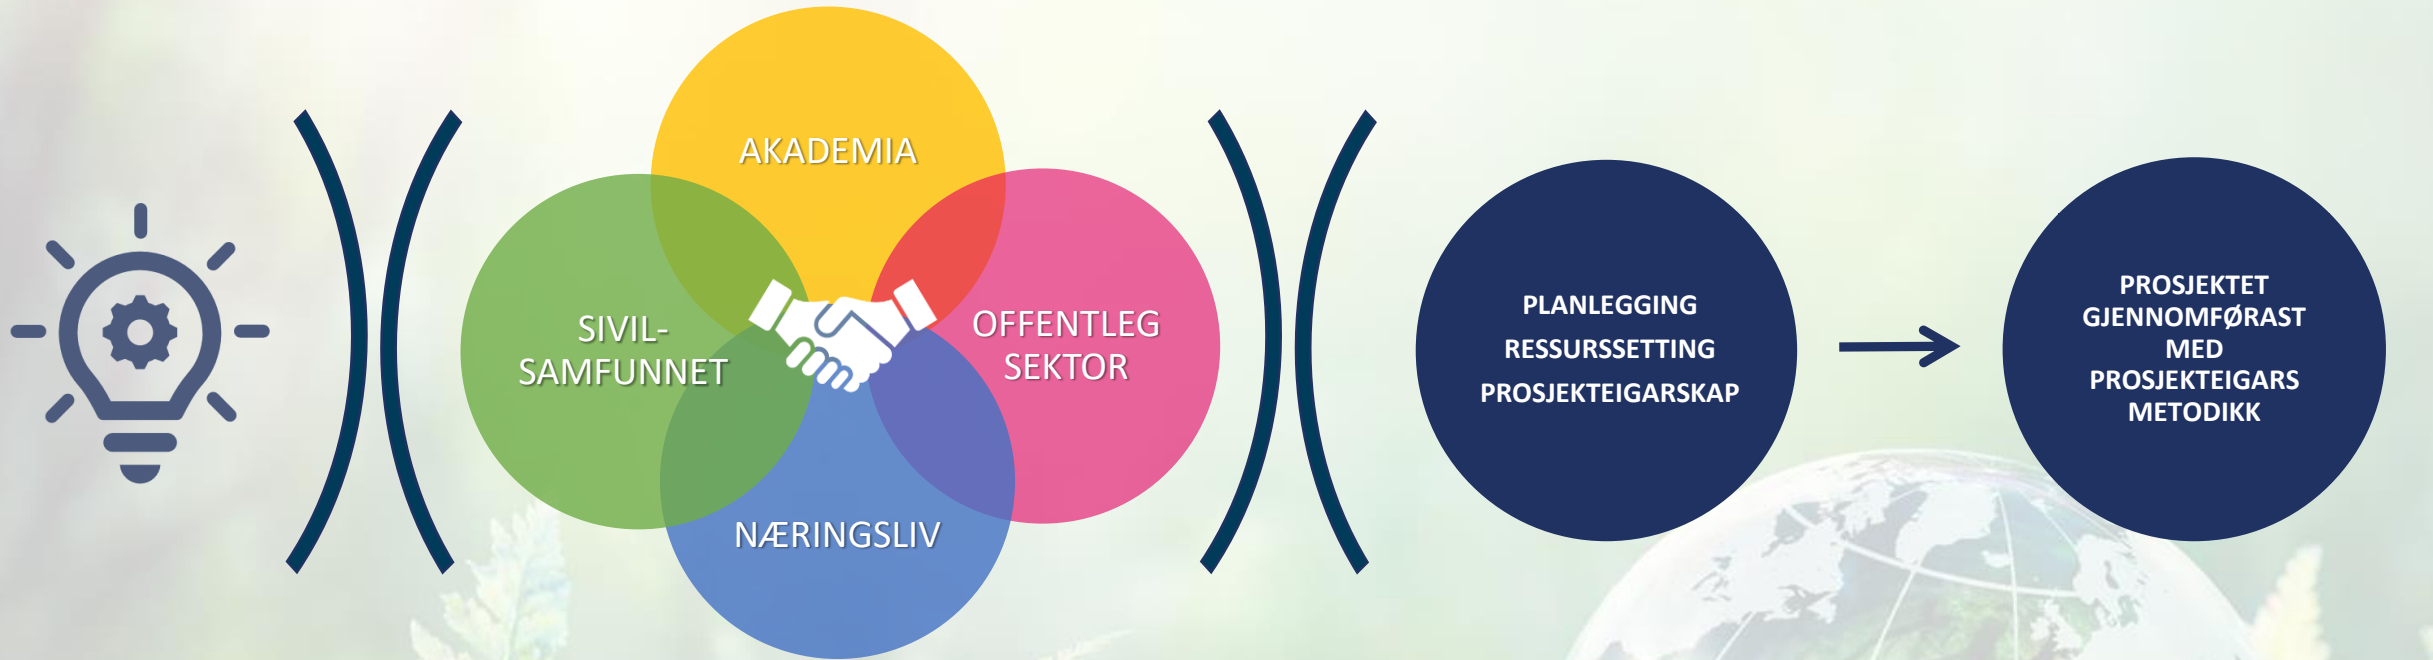 AKADEMIA
SIVIL-
SAMFUNNET
OFFENTLEG
SEKTOR
NÆRINGSLIV
PLANLEGGING
RESSURSSETTING
PROSJEKTEIGARSKAP
PROSJEKTET
GJENNOMFØRAST
MED
PROSJEKTEIGARS
METODIKK